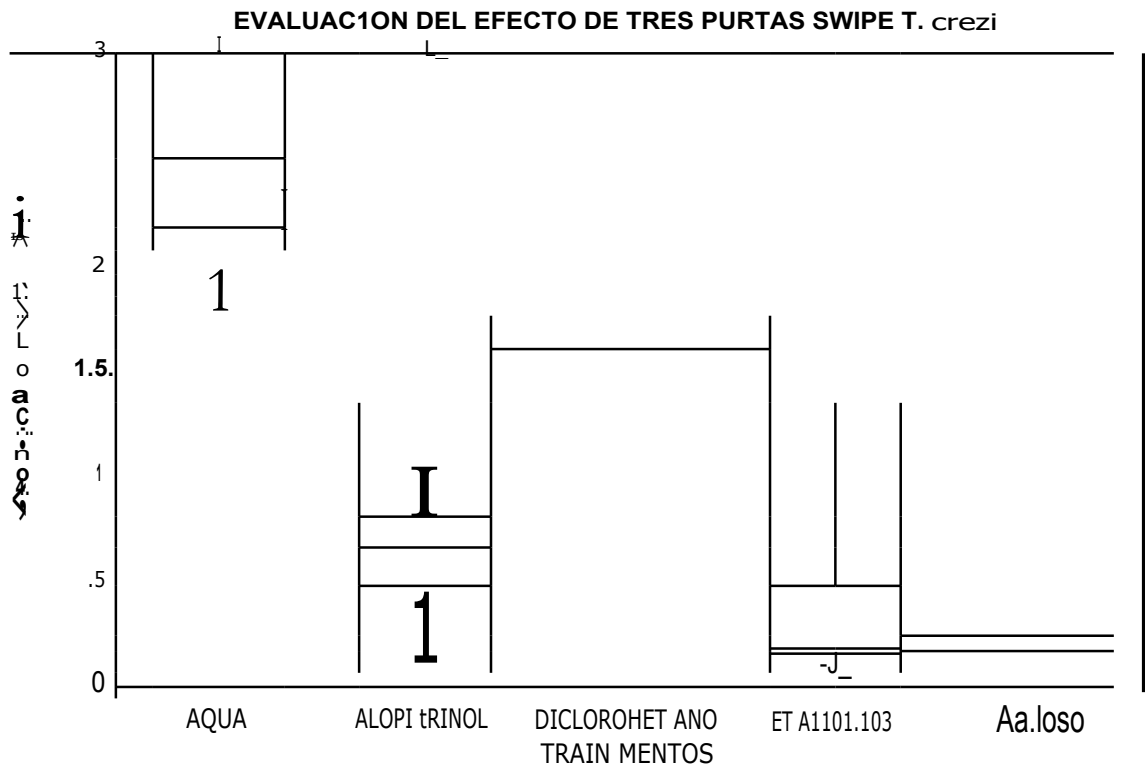 EVALUAC1ON DEL EFECTO DE TRES PURTAS SWIPE T. crezi
3
2
1.5.
1
.5
0
AQUA
ALOPI tRINOL
DICLOROHET ANO
ET A1101.103
Aa.loso
TRAIN MENTOS